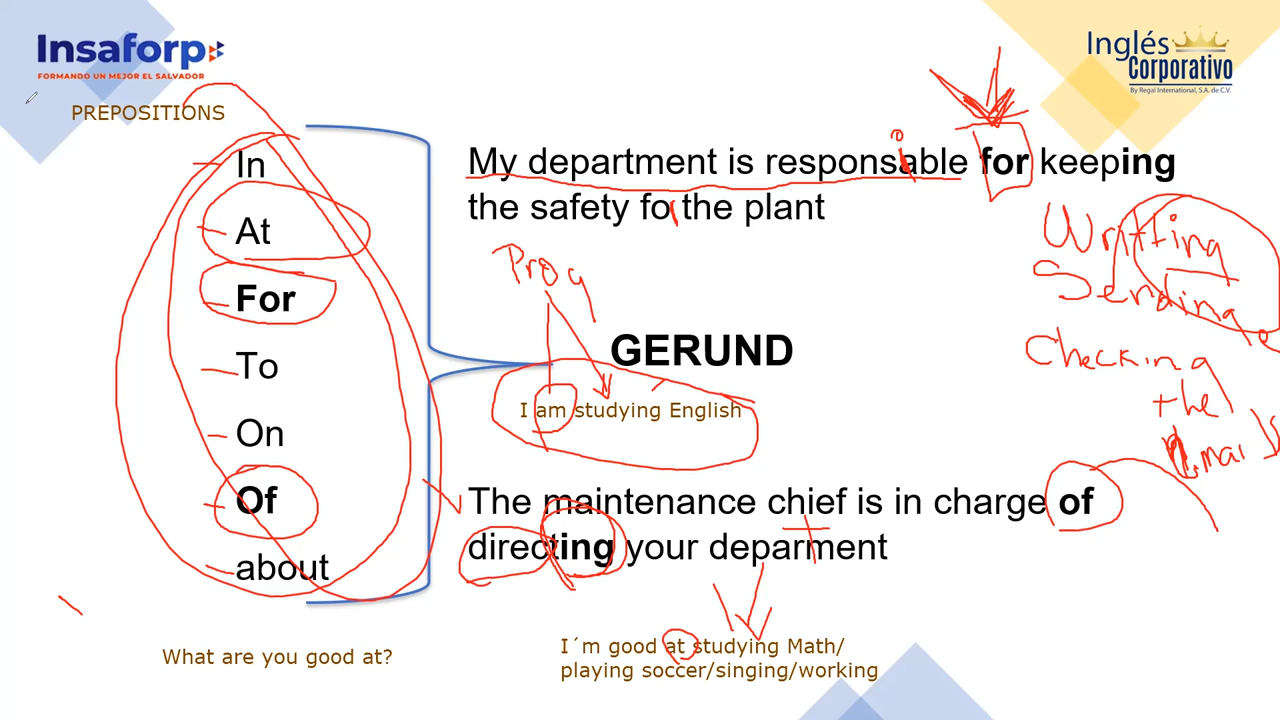 Insaforp
FORMANDO UN MEJOR EL SALVADOR
Inglés
Corporativo
By Regal International, S.A. de C.V.
PREPOSITIONS
In
At
For
To
On
Of
about
My department is responsable for keeping
the safety for the plant
i
Writting
Sending
Checking
the
Prog
GERUND
I am studying English
The maintenance chief is in charge of
directing your deparment
t
What are you good at?
I´m good at studying Math/
playing soccer/singing/working